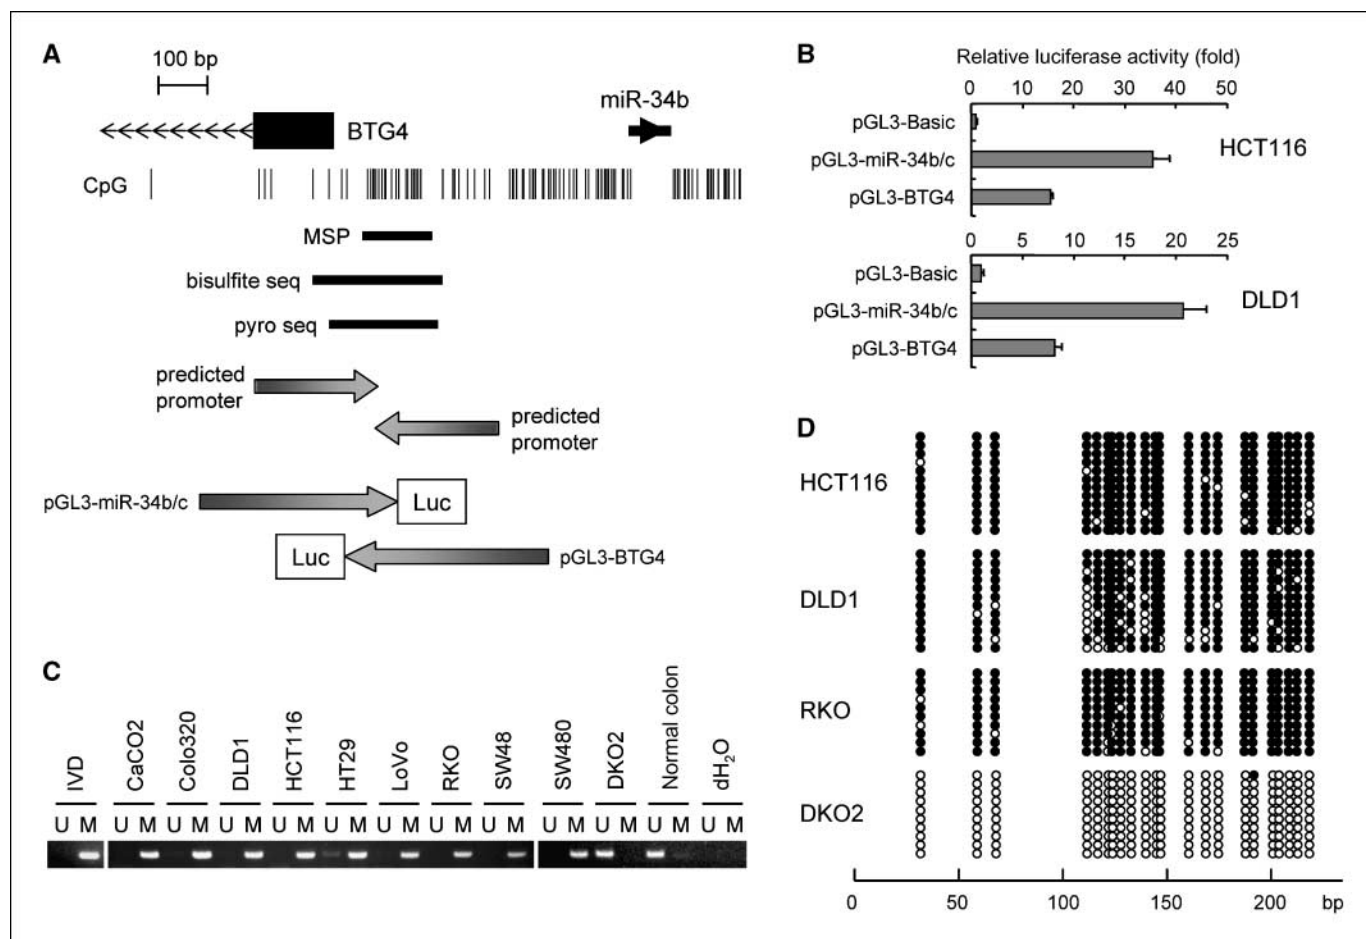 A
100 bp
BTG4
miR-34b
CpG
MSP
bisulfite seq
pyro seq
predicted
promoter
predicted
promoter
pGL3-miR-34b/c
Luc
Luc
pGL3-BTG4
B
Relative luciferase activity (fold)
0 10 20 30 40 50
pGL3-Basic
pGL3-miR-34b/c
pGL3-BTG4
HCT116
0 5 10 15 20 25
pGL3-Basic
pGL3-miR-34b/c
pGL3-BTG4
DLD1
C
IVD CaCO2 Colo320 DLD1 HCT116 HT29 LoVo RKO SW48 SW480 DKO2 Normal colon dH₂O
U M U M U M U M U M U M U M U M U M U M U M U M U M
D
HCT116
DLD1
RKO
DKO2
0 50 100 150 200 bp